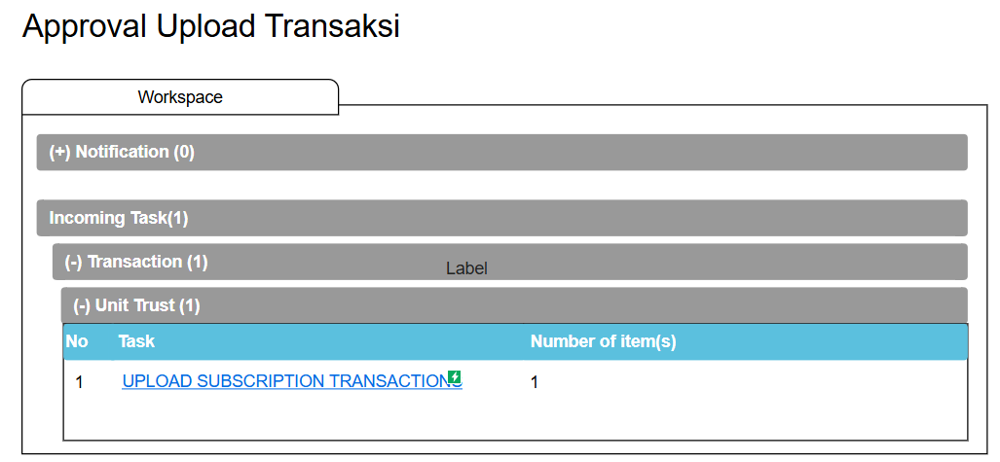 Approval Upload Transaksi
Workspace
(+) Notification (0)
Incoming Task(1)
(-) Transaction (1)
Label
(-) Unit Trust (1)
No Task Number of item(s)
1 UPLOAD SUBSCRIPTION TRANSACTIONS 1